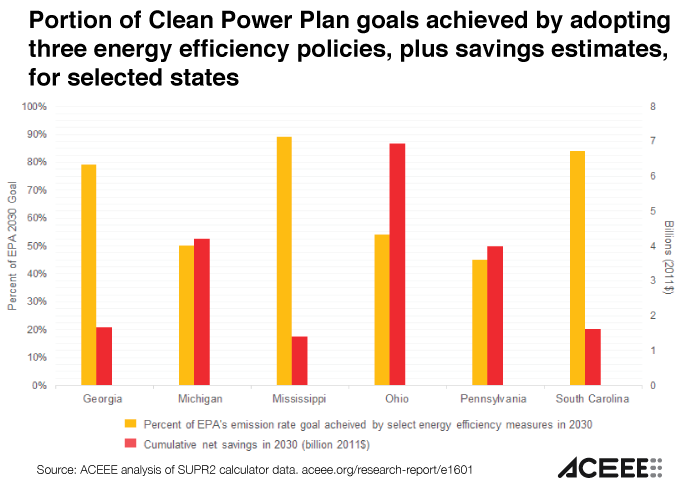 Portion of Clean Power Plan goals achieved by adopting
three energy efficiency policies, plus savings estimates,
for selected states
100%
90%
80%
70%
60%
50%
40%
30%
20%
10%
0%
Percent of EPA 2030 Goal
8
7
6
5
4
3
2
1
0
Billions (2011$)
Georgia
Michigan
Mississippi
Ohio
Pennsylvania
South Carolina
Percent of EPA's emission rate goal acheived by select energy efficiency measures in 2030
Cumulative net savings in 2030 (billion 2011$)
Source: ACEEE analysis of SUPR2 calculator data. aceee.org/research-report/e1601
ACEEE